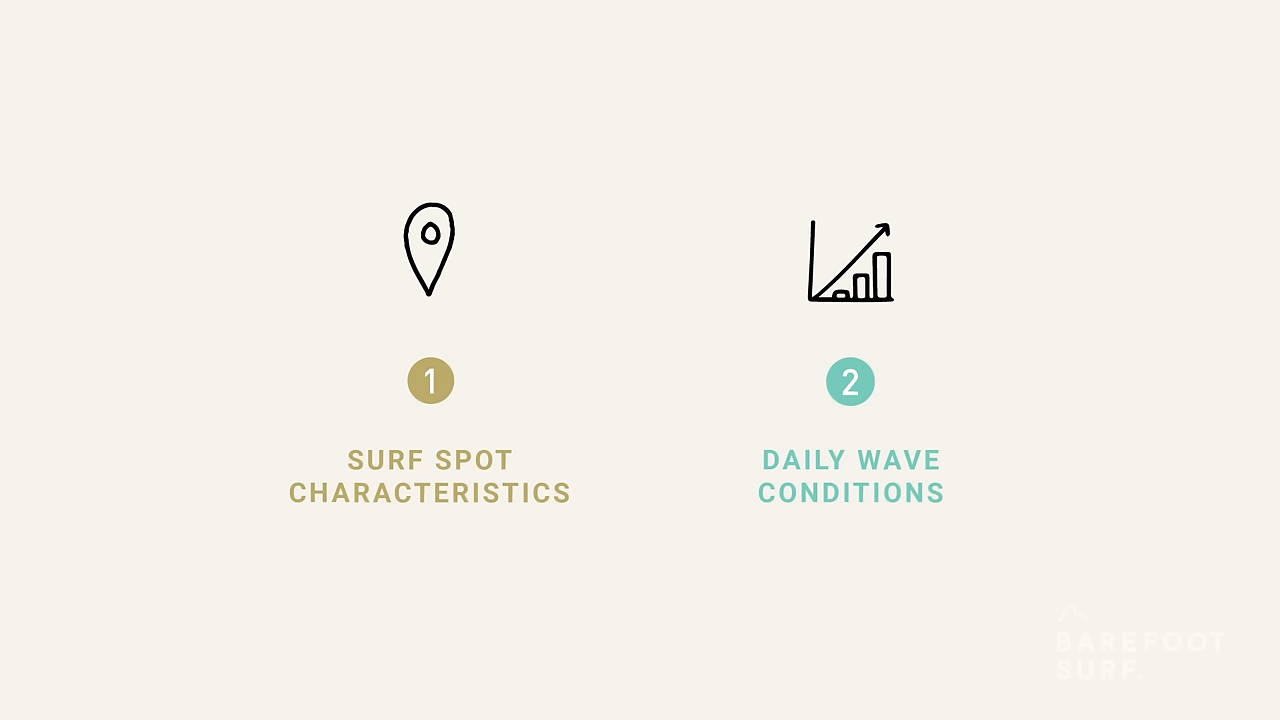 1
SURF SPOT
CHARACTERISTICS
2
DAILY WAVE
CONDITIONS
BAREFOOT
SURF.